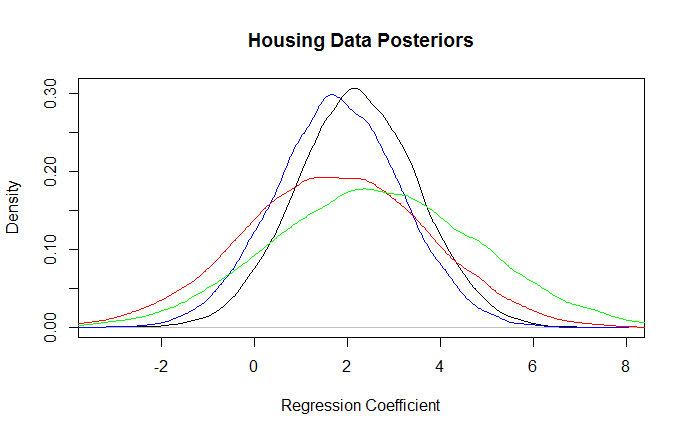 Housing Data Posteriors
Density
0.30
0.20
0.10
0.00
-2 0 2 4 6 8
Regression Coefficient